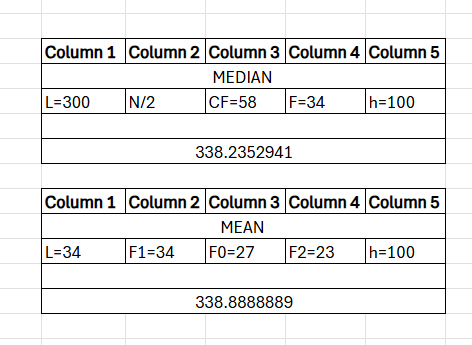 Column 1 Column 2 Column 3 Column 4 Column 5
MEDIAN
L=300 N/2 CF=58 F=34 h=100
338.2352941
Column 1 Column 2 Column 3 Column 4 Column 5
MEAN
L=34 F1=34 F0=27 F2=23 h=100
338.8888889